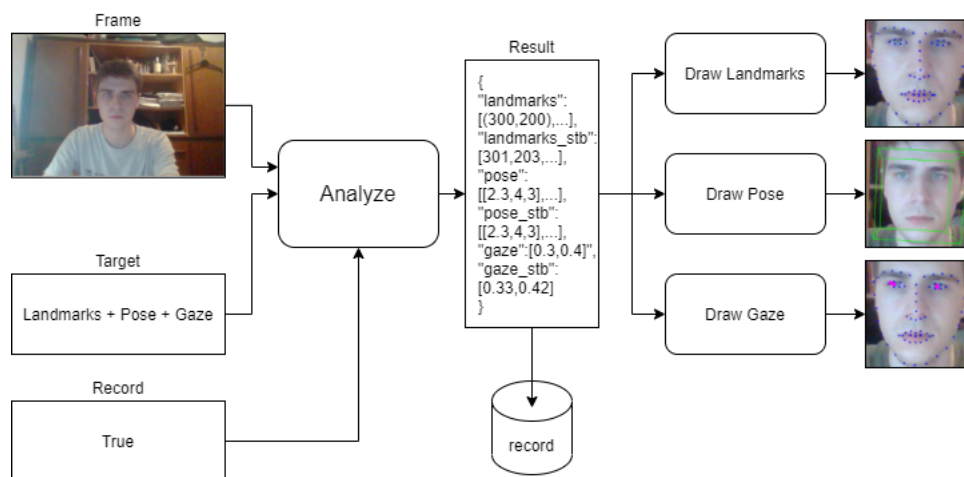 Frame
Target
Landmarks + Pose + Gaze
Record
True
Analyze
Result
{
"landmarks":
[(300,200),...],
"landmarks_stb":
[301,203,...],
"pose":
[[2.3,4,3],...],
"pose_stb":
[[2.3,4,3],...],
"gaze":[0.3,0.4]",
"gaze_stb":
[0.33,0.42]
}
record
Draw Landmarks
Draw Pose
Draw Gaze